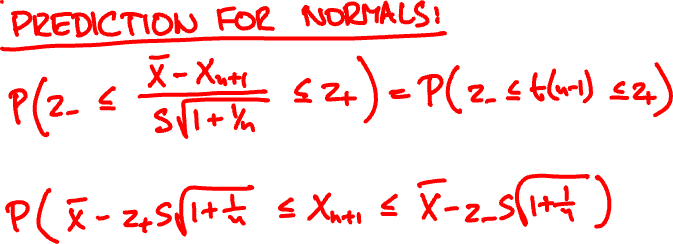 PREDICTION FOR NORMALS:
P(z₋ ≤ (X̄ - Xₙ₊₁)/(S√(1 + 1/n)) ≤ z₊) = P(z₋ ≤ t(n-1) ≤ z₊)
P(X̄ - z₊S√(1 + 1/n) ≤ Xₙ₊₁ ≤ X̄ - z₋S√(1 + 1/n))